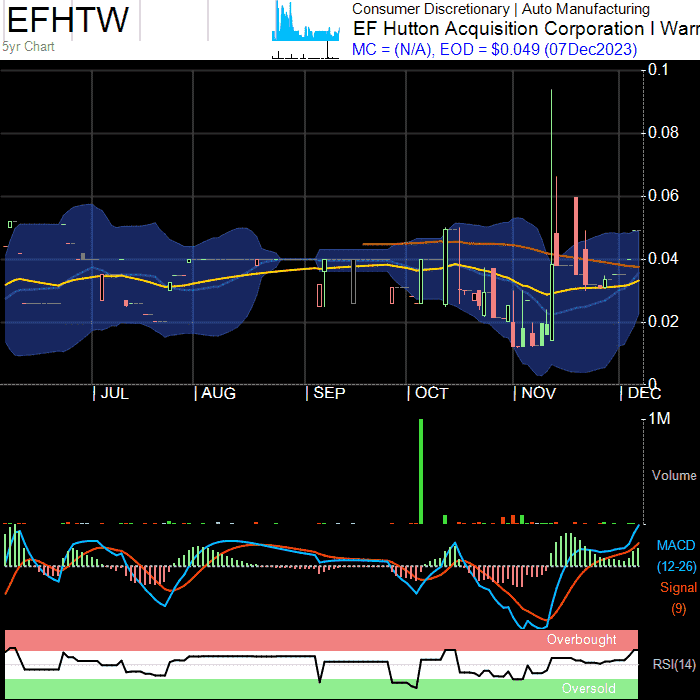 EFHTW
5yr Chart
Consumer Discretionary | Auto Manufacturing
EF Hutton Acquisition Corporation I Warr
MC = (N/A), EOD = $0.049 (07Dec2023)
0.1
0.08
0.06
0.04
0.02
0
| JUL | AUG | SEP | OCT | NOV | DEC
1M
Volume
MACD
(12-26)
Signal
(9)
Overbought
RSI(14)
Oversold